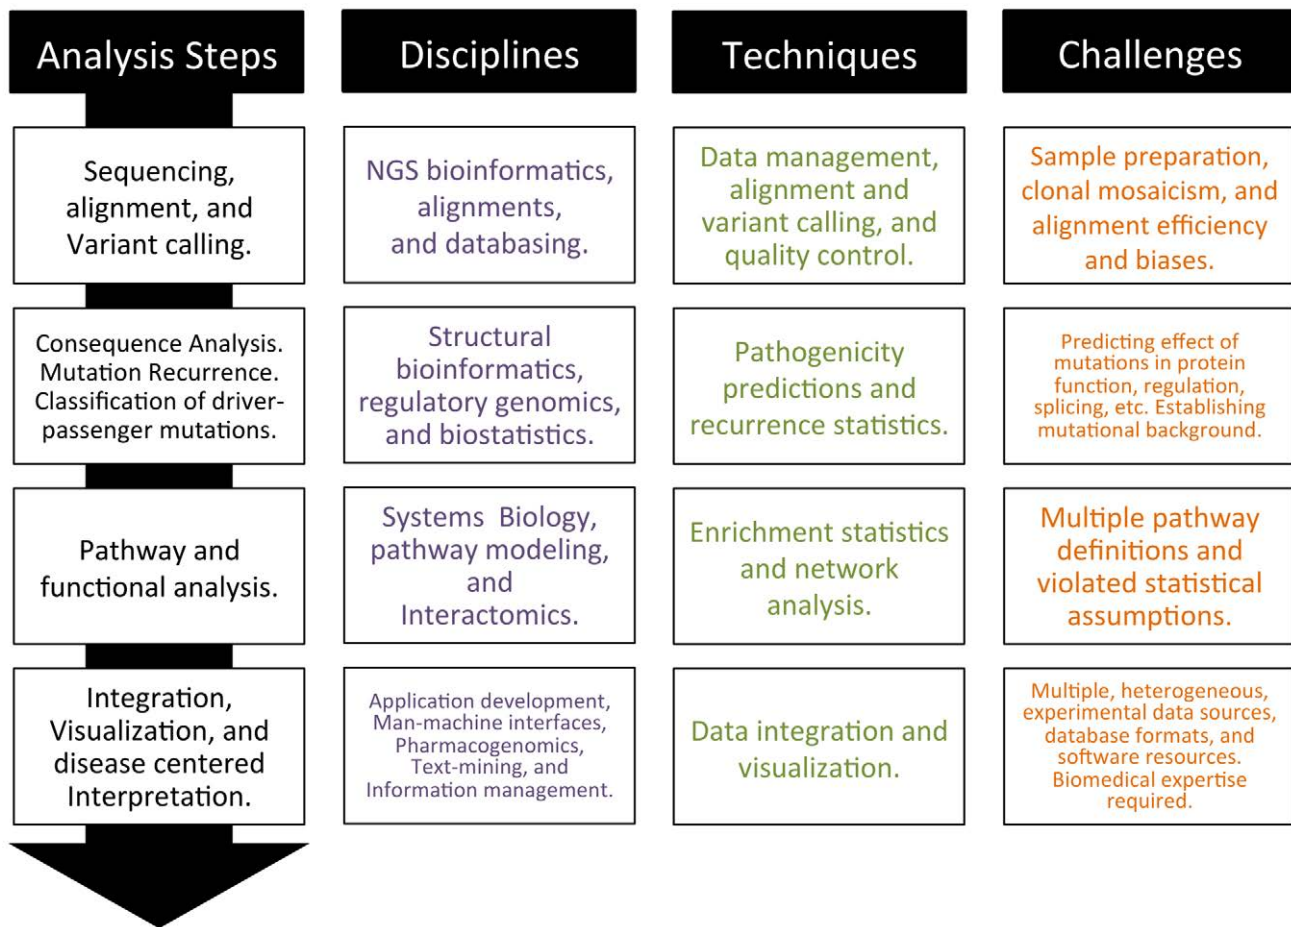 Analysis Steps
Disciplines
Techniques
Challenges
Sequencing,
alignment, and
Variant calling.
NGS bioinformatics,
alignments,
and databasing.
Data management,
alignment and
variant calling, and
quality control.
Sample preparation,
clonal mosaicism, and
alignment efficiency
and biases.
Consequence Analysis.
Mutation Recurrence.
Classification of driver-
passenger mutations.
Structural
bioinformatics,
regulatory genomics,
and biostatistics.
Pathogenicity
predictions and
recurrence statistics.
Predicting effect of
mutations in protein
function, regulation,
splicing, etc. Establishing
mutational background.
Pathway and
functional analysis.
Systems Biology,
pathway modeling,
and
Interactomics.
Enrichment statistics
and network
analysis.
Multiple pathway
definitions and
violated statistical
assumptions.
Integration,
Visualization, and
disease centered
Interpretation.
Application development,
Man-machine interfaces,
Pharmacogenomics,
Text-mining, and
Information management.
Data integration and
visualization.
Multiple, heterogeneous,
experimental data sources,
database formats, and
software resources.
Biomedical expertise
required.